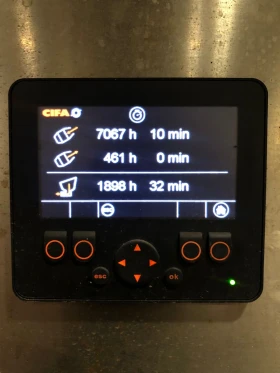 CIFA
7067 h 10 min
461 h 0 min
1898 h 32 min
esc ok